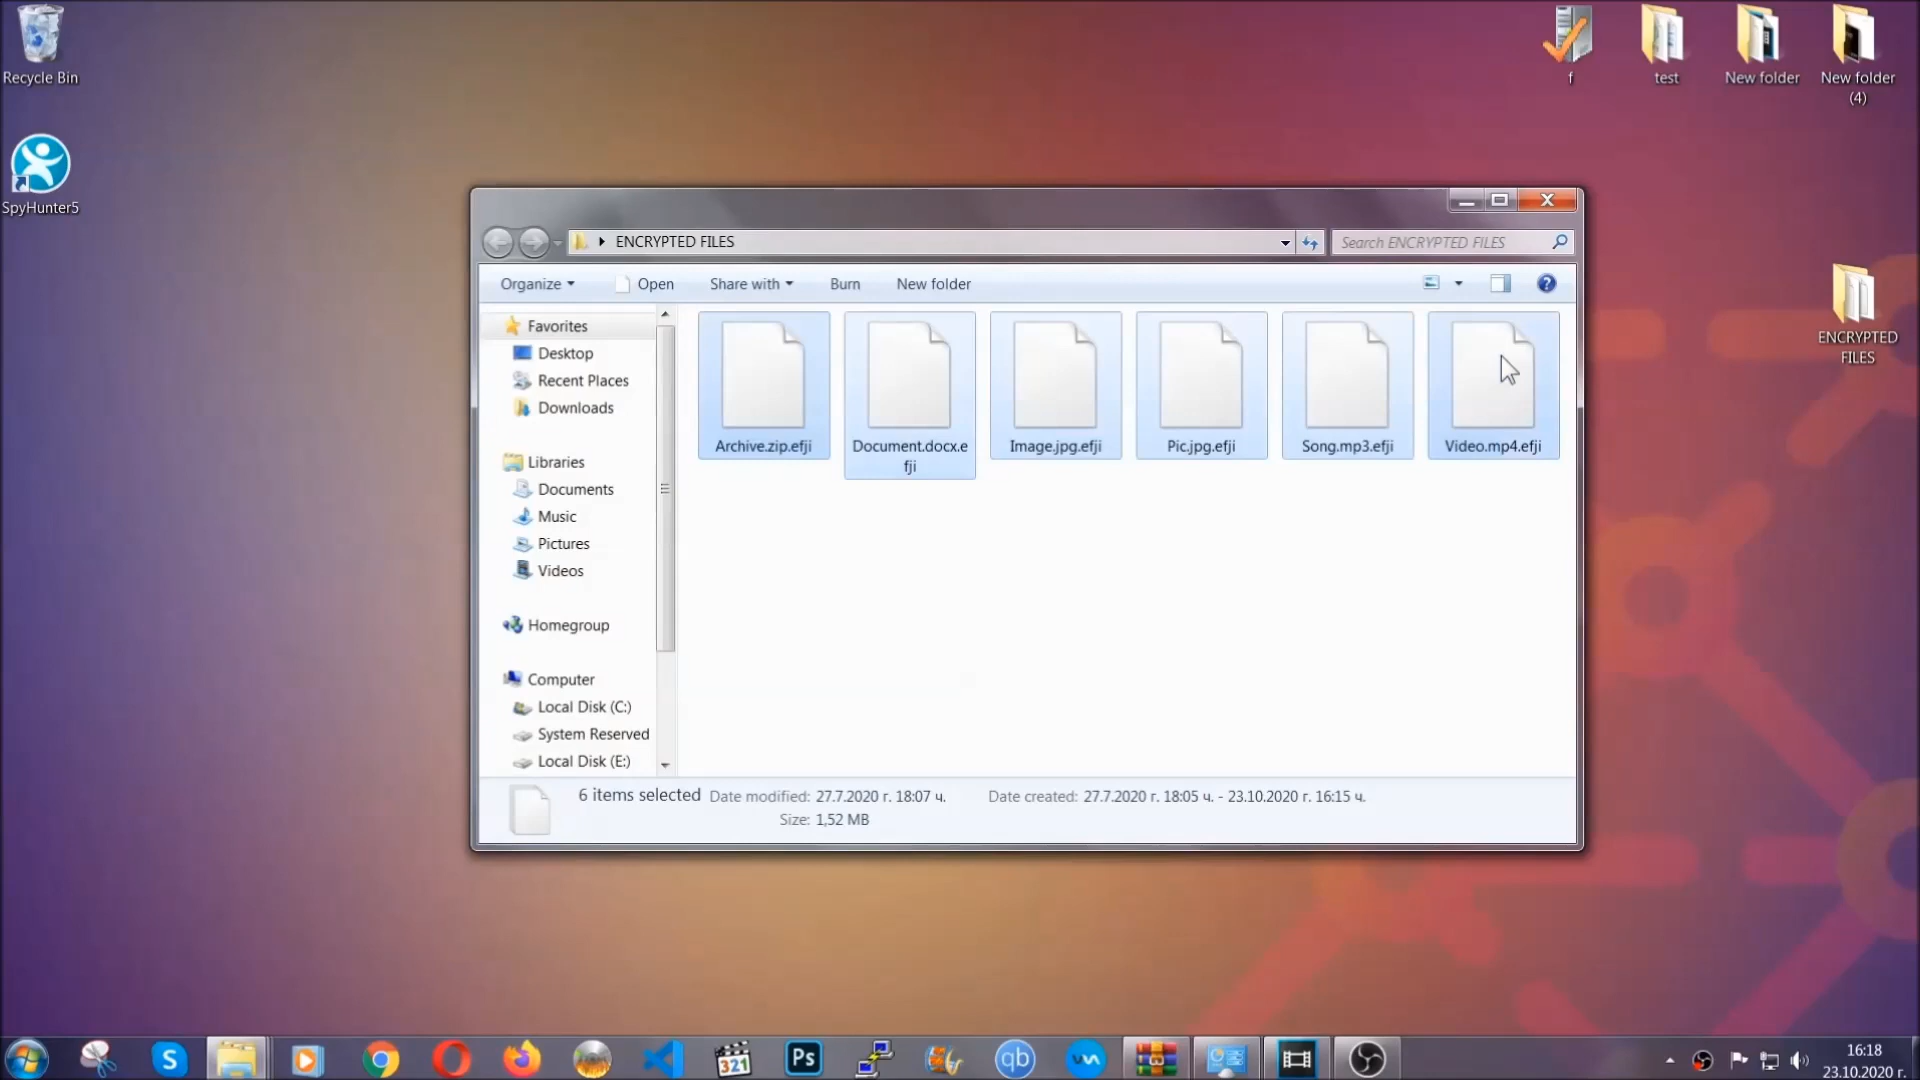 Recycle Bin
SpyHunter5
f
test
New folder
New folder
(4)
ENCRYPTED
FILES
ENCRYPTED FILES
Search ENCRYPTED FILES
Organize
Open
Share with
Burn
New folder
Favorites
Desktop
Recent Places
Downloads
Libraries
Documents
Music
Pictures
Videos
Homegroup
Computer
Local Disk (C:)
System Reserved
Local Disk (E:)
Archive.zip.efji
Document.docx.e
fji
Image.jpg.efji
Pic.jpg.efji
Song.mp3.efji
Video.mp4.efji
6 items selected Date modified: 27.7.2020 г. 18:07 ч. Date created: 27.7.2020 г. 18:05 ч. - 23.10.2020 г. 16:15 ч.
Size: 1,52 MB
S
321
Ps
qb
16:18
23.10.2020 г.